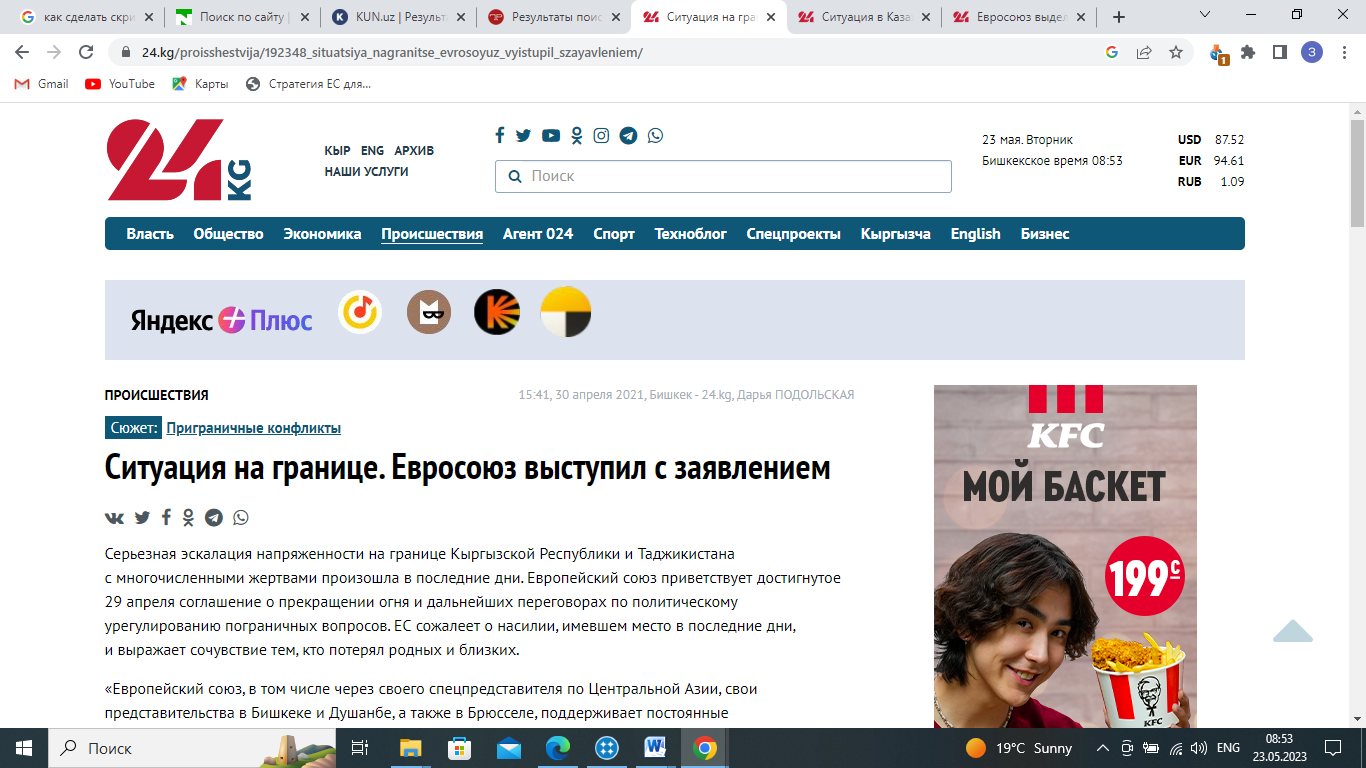 как сделать скри
Поиск по сайту |
KUN.uz | Результ
Результаты поис
Ситуация на гра
Ситуация в Каза
Евросоюз выдел
24.kg/proisshestvija/192348_situatsiya_nagranitse_evrosoyuz_vyistupil_szayavleniem/
1
З
Gmail YouTube Карты Стратегия ЕС для...
24 KG
КЫР ENG АРХИВ
НАШИ УСЛУГИ
Поиск
23 мая. Вторник
Бишкекское время 08:53
USD 87.52
EUR 94.61
RUB 1.09
Власть Общество Экономика Происшествия Агент 024 Спорт Техноблог Спецпроекты Кыргызча English Бизнес
Яндекс Плюс
ПРОИСШЕСТВИЯ
15:41, 30 апреля 2021, Бишкек - 24.kg, Дарья ПОДОЛЬСКАЯ
Сюжет: Приграничные конфликты
Ситуация на границе. Евросоюз выступил с заявлением
Серьезная эскалация напряженности на границе Кыргызской Республики и Таджикистана
с многочисленными жертвами произошла в последние дни. Европейский союз приветствует достигнутое
29 апреля соглашение о прекращении огня и дальнейших переговорах по политическому
урегулированию пограничных вопросов. ЕС сожалеет о насилии, имевшем место в последние дни,
и выражает сочувствие тем, кто потерял родных и близких.
«Европейский союз, в том числе через своего спецпредставителя по Центральной Азии, свои
представительства в Бишкеке и Душанбе, а также в Брюсселе, поддерживает постоянные
KFC
МОЙ БАСКЕТ
199с
KFC
Поиск
19°C Sunny
ENG
08:53
23.05.2023